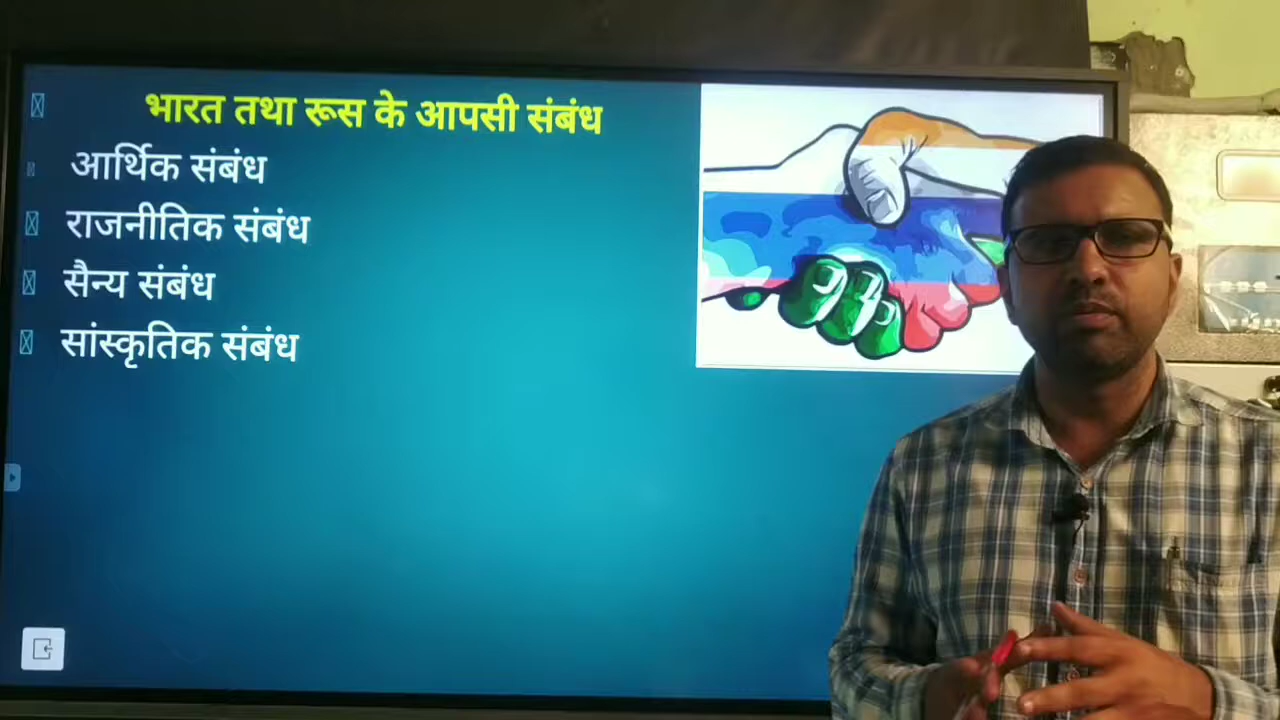 भारत तथा रूस के आपसी संबंध
आर्थिक संबंध
राजनीतिक संबंध
सैन्य संबंध
सांस्कृतिक संबंध